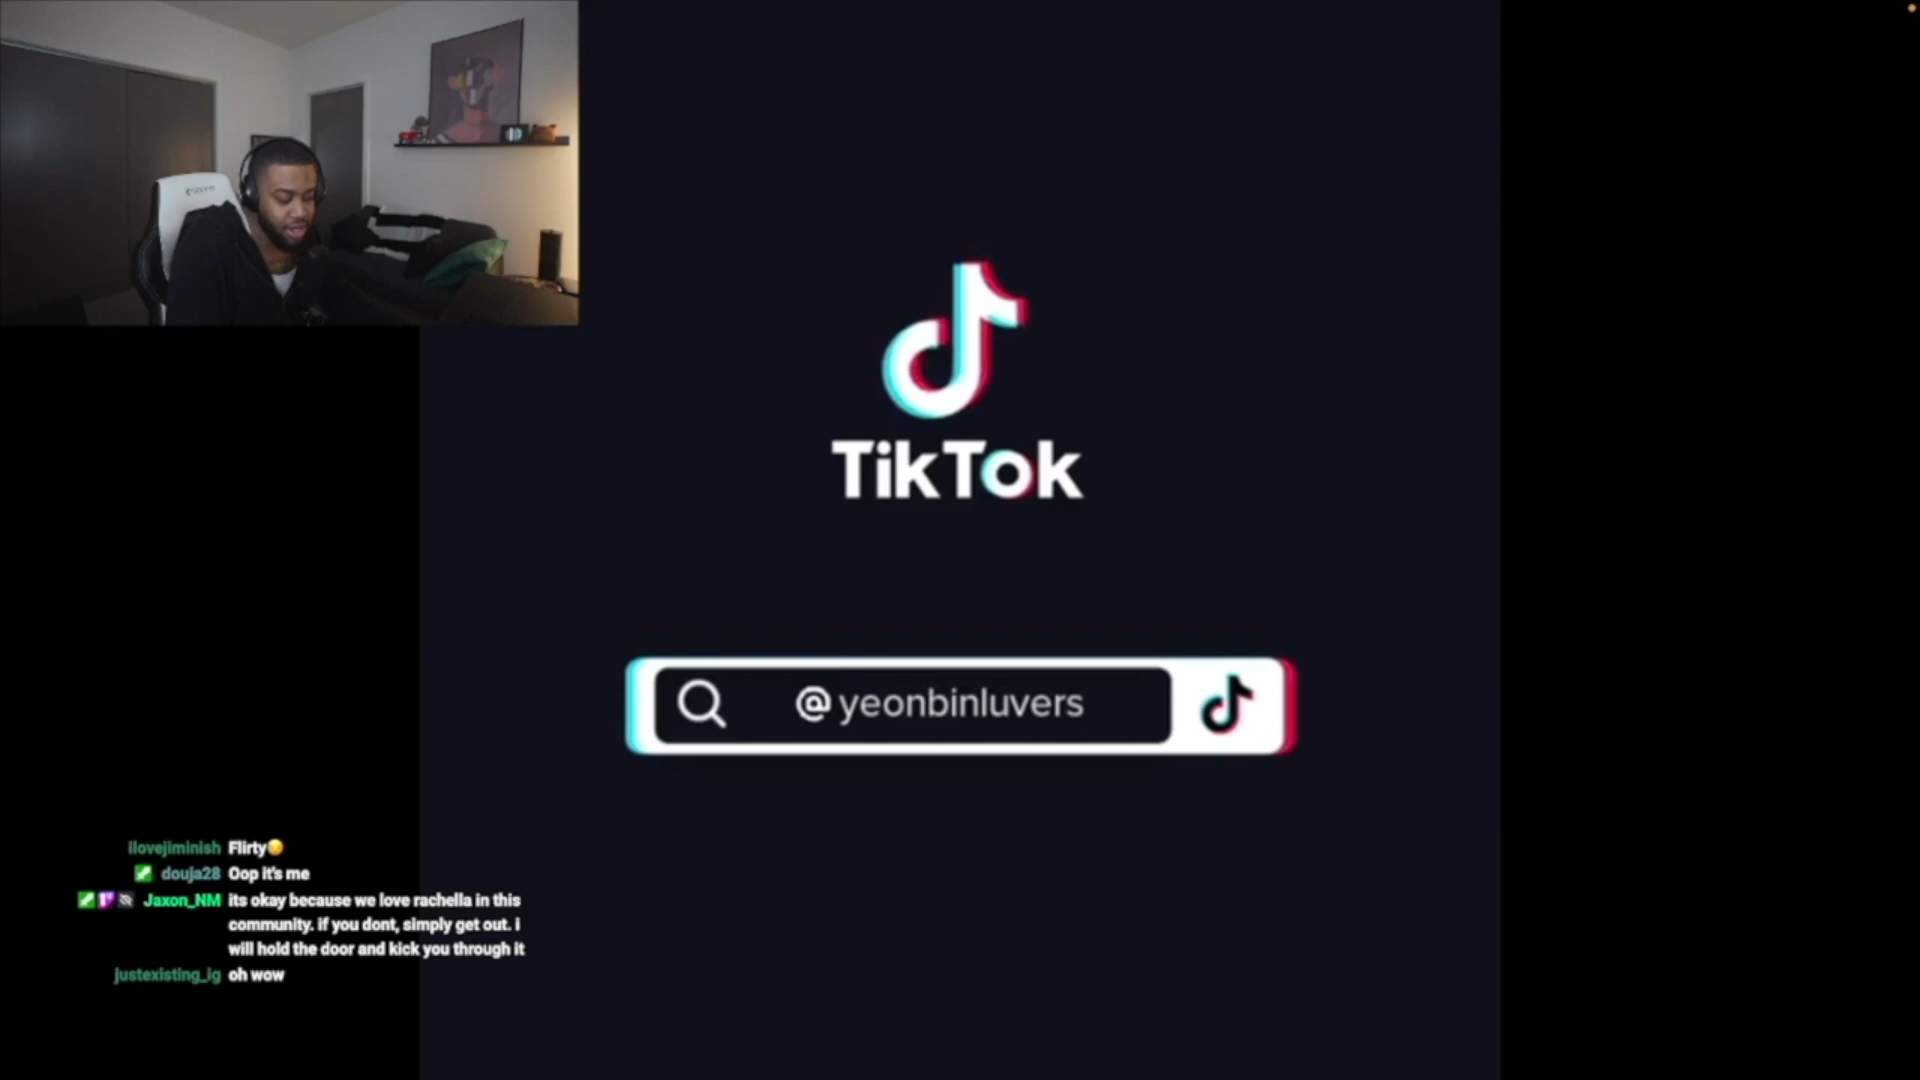 TikTok
@yeonbinluvers
ilovejiminish Flirty😏
douja28 Oop it's me
Jaxon_NM its okay because we love rachella in this
community. if you dont, simply get out. i
will hold the door and kick you through it
justexisting_ig oh wow